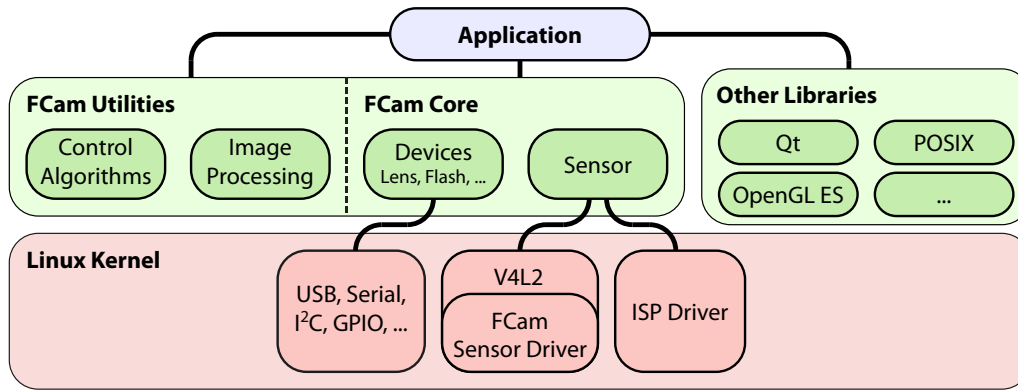 Application
FCam Utilities
Control
Algorithms
Image
Processing
FCam Core
Devices
Lens, Flash, ...
Sensor
Other Libraries
Qt
POSIX
OpenGL ES
...
Linux Kernel
USB, Serial,
I²C, GPIO, ...
V4L2
FCam
Sensor Driver
ISP Driver